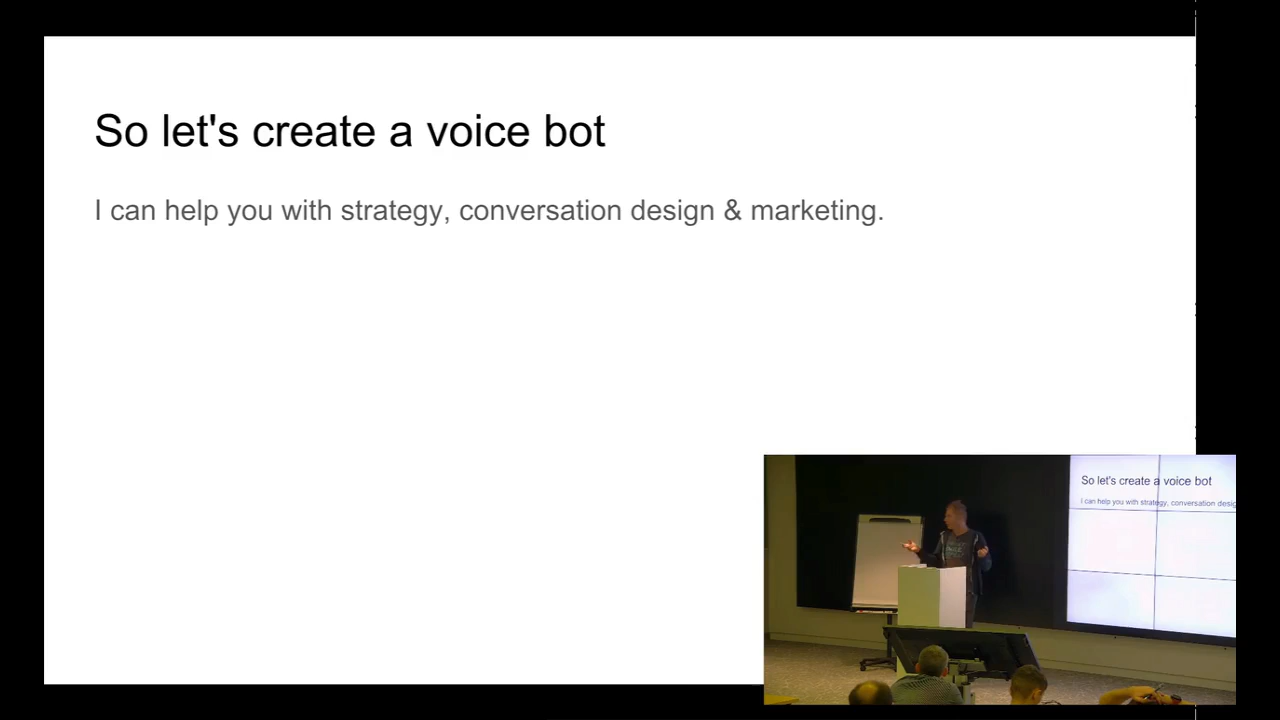 So let's create a voice bot
I can help you with strategy, conversation design & marketing.
So let's create a voice bot
I can help you with strategy, conversation desig